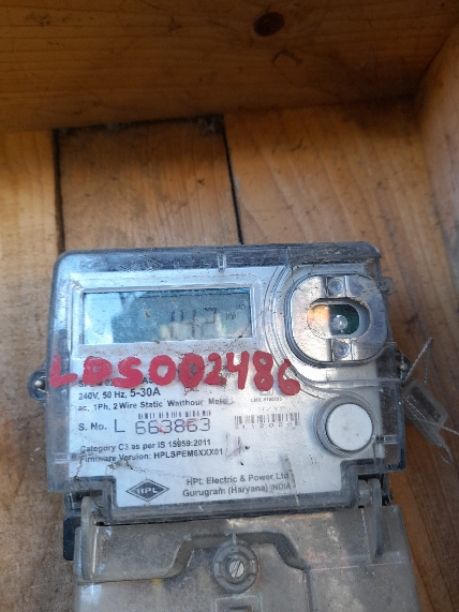 LDS002486
240V, 50 Hz, 5-30A
ac, 1Ph, 2 Wire Static Watthour Meter
S. No. L 663863
Category C3 as per IS 15959:2011
Firmware Version: HPLSPEM6XXX01
HPL
HPL Electric & Power Ltd
Gurugram (Haryana) INDIA